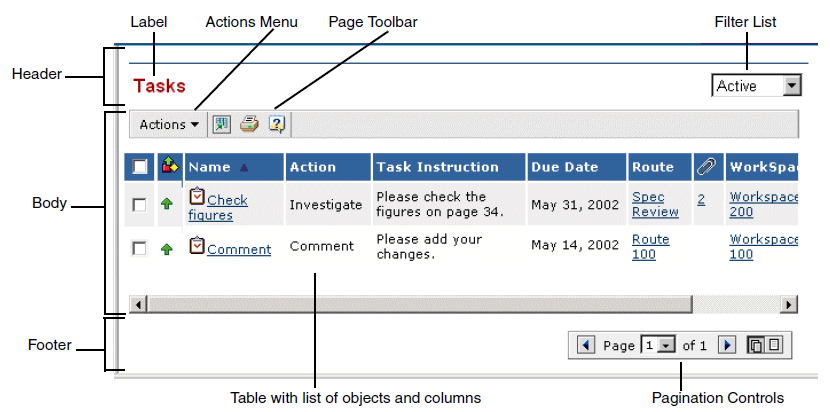 Label Actions Menu Page Toolbar Filter List
Header
Tasks Active
Actions
Name Action Task Instruction Due Date Route WorkSpa
Body
Check figures Investigate Please check the figures on page 34. May 31, 2002 Spec Review 2 Workspace 200
Comment Comment Please add your changes. May 14, 2002 Route 100 Workspace 100
Footer
Page 1 of 1
Table with list of objects and columns Pagination Controls